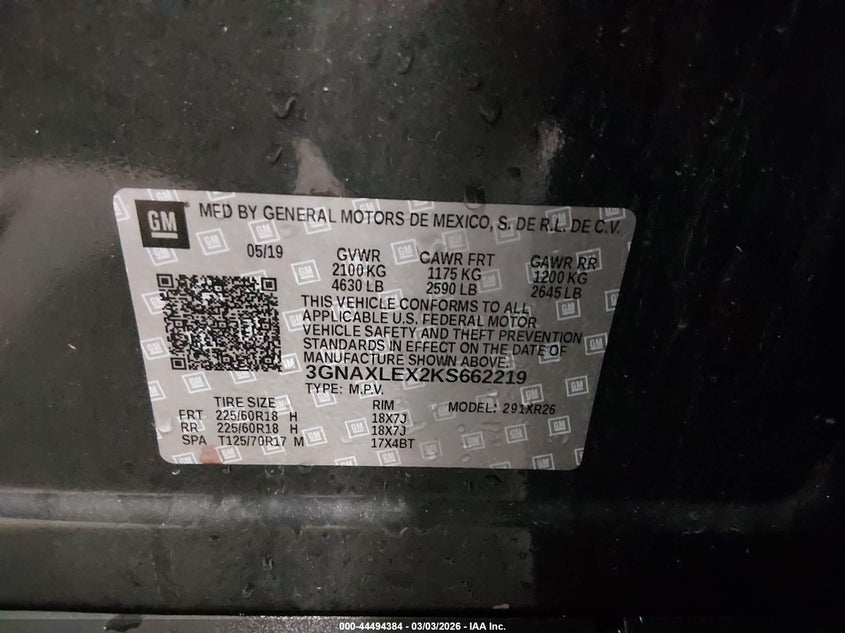 GM MFD BY GENERAL MOTORS DE MEXICO, S. DE R.L. DE C.V.
05/19 GVWR GAWR FRT GAWR RR
2100 KG 1175 KG 1200 KG
4630 LB 2590 LB 2645 LB
THIS VEHICLE CONFORMS TO ALL
APPLICABLE U.S. FEDERAL MOTOR
VEHICLE SAFETY AND THEFT PREVENTION
STANDARDS IN EFFECT ON THE DATE OF
MANUFACTURE SHOWN ABOVE.
3GNAXLEX2KS662219
TYPE: M.P.V.
TIRE SIZE RIM MODEL: 291XR26
FRT 225/60R18 H 18X7J
RR 225/60R18 H 18X7J
SPA T125/70R17 M 17X4BT
000-44494384 - 03/03/2026 - IAA Inc.